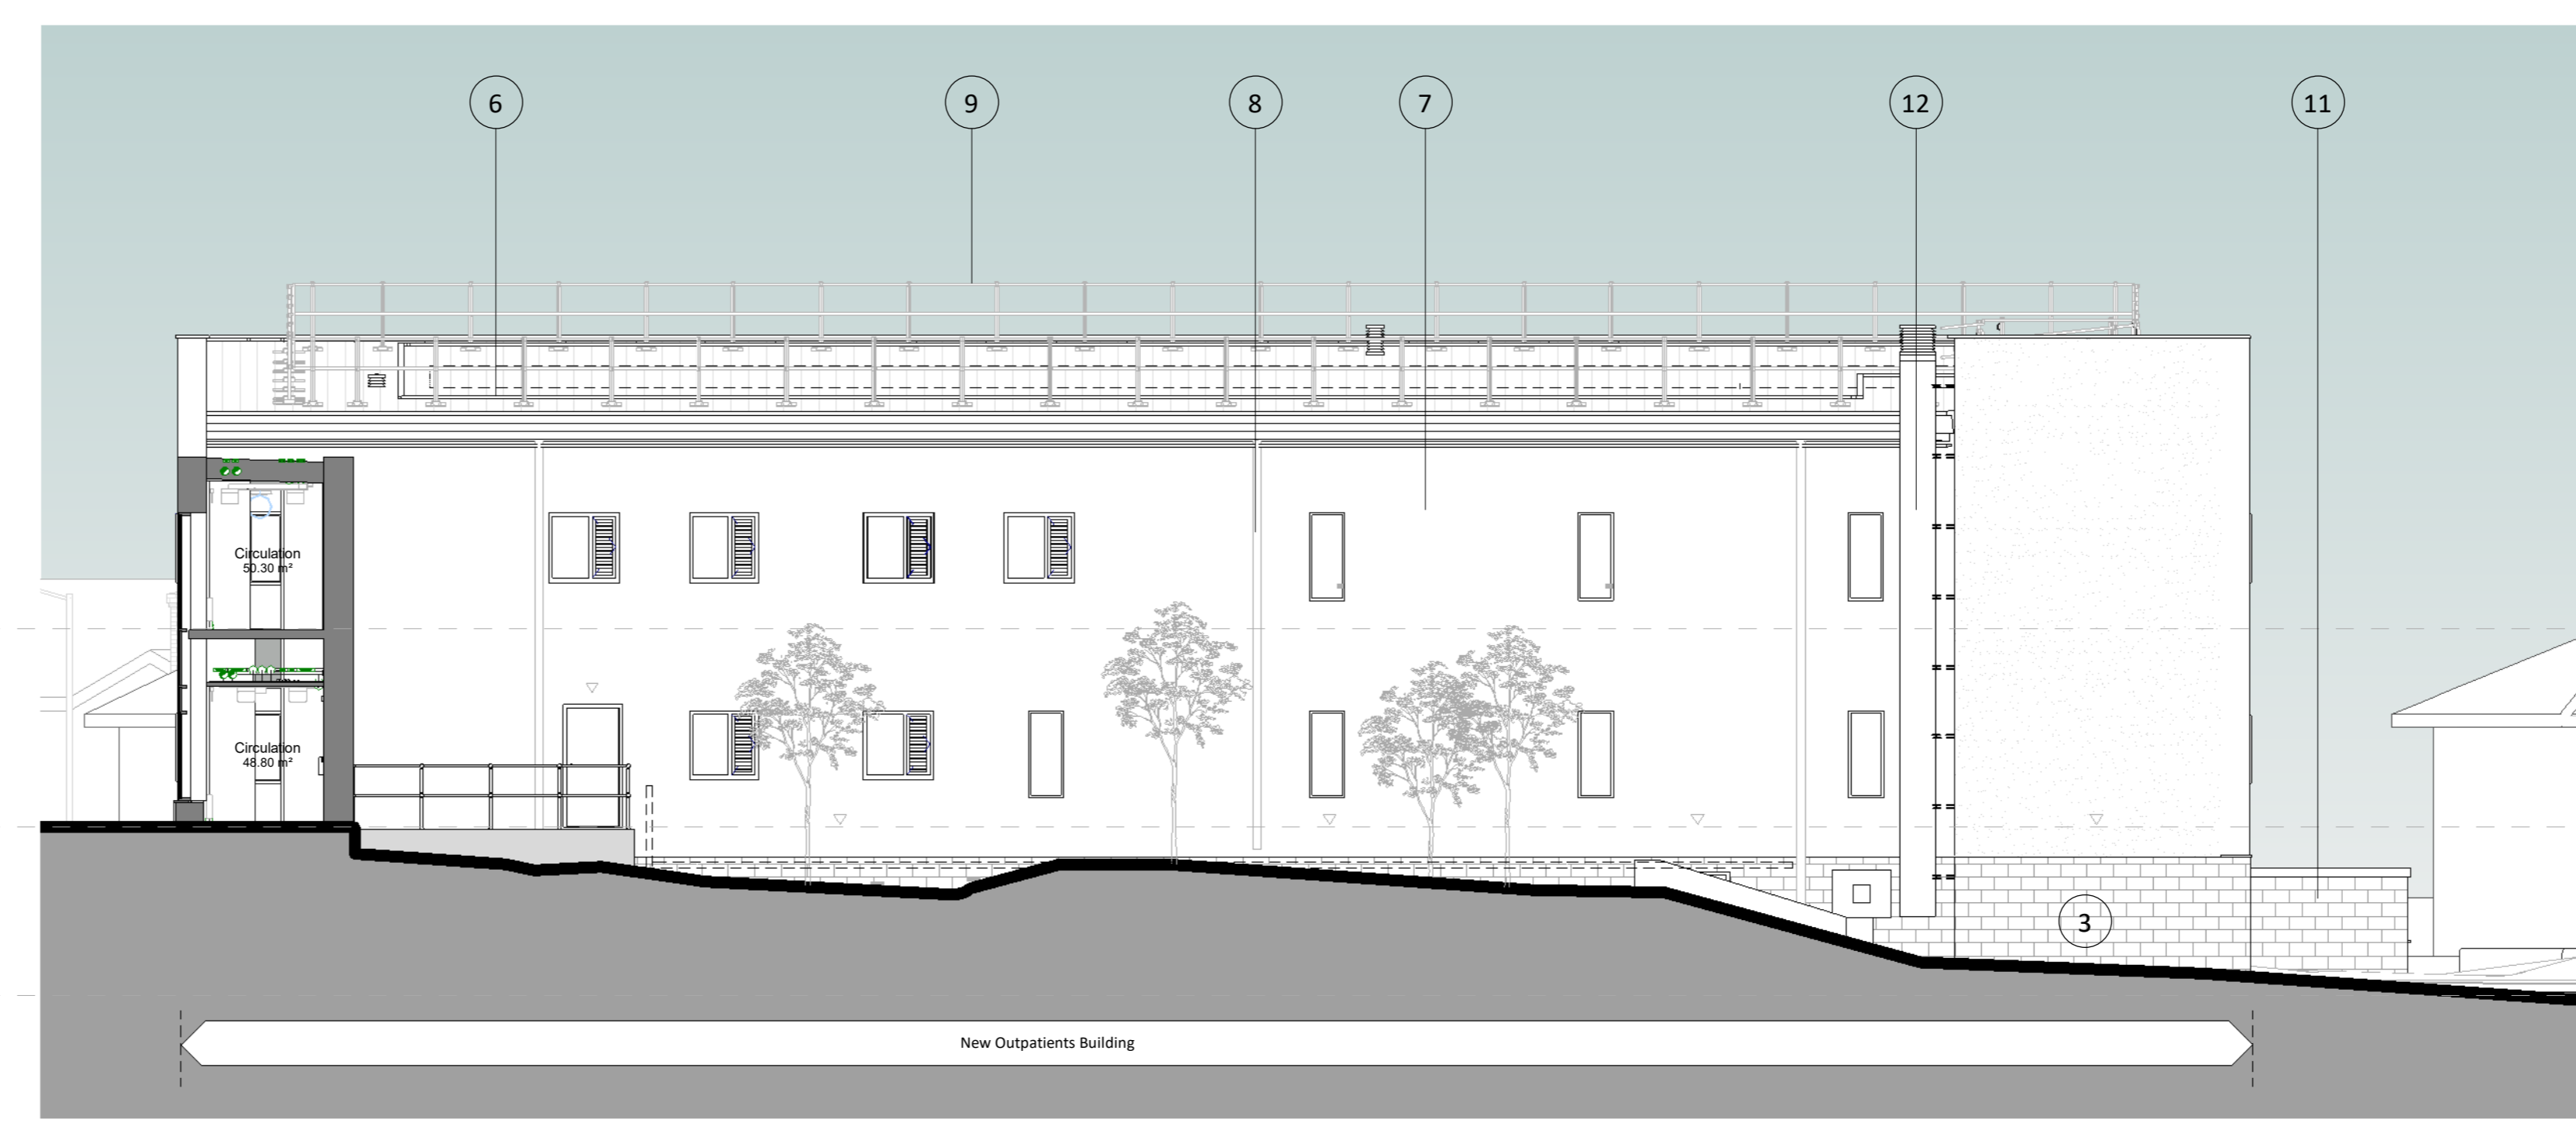 6
9
8
7
12
11
Circulation
50.30 m²
Circulation
48.80 m²
3
New Outpatients Building